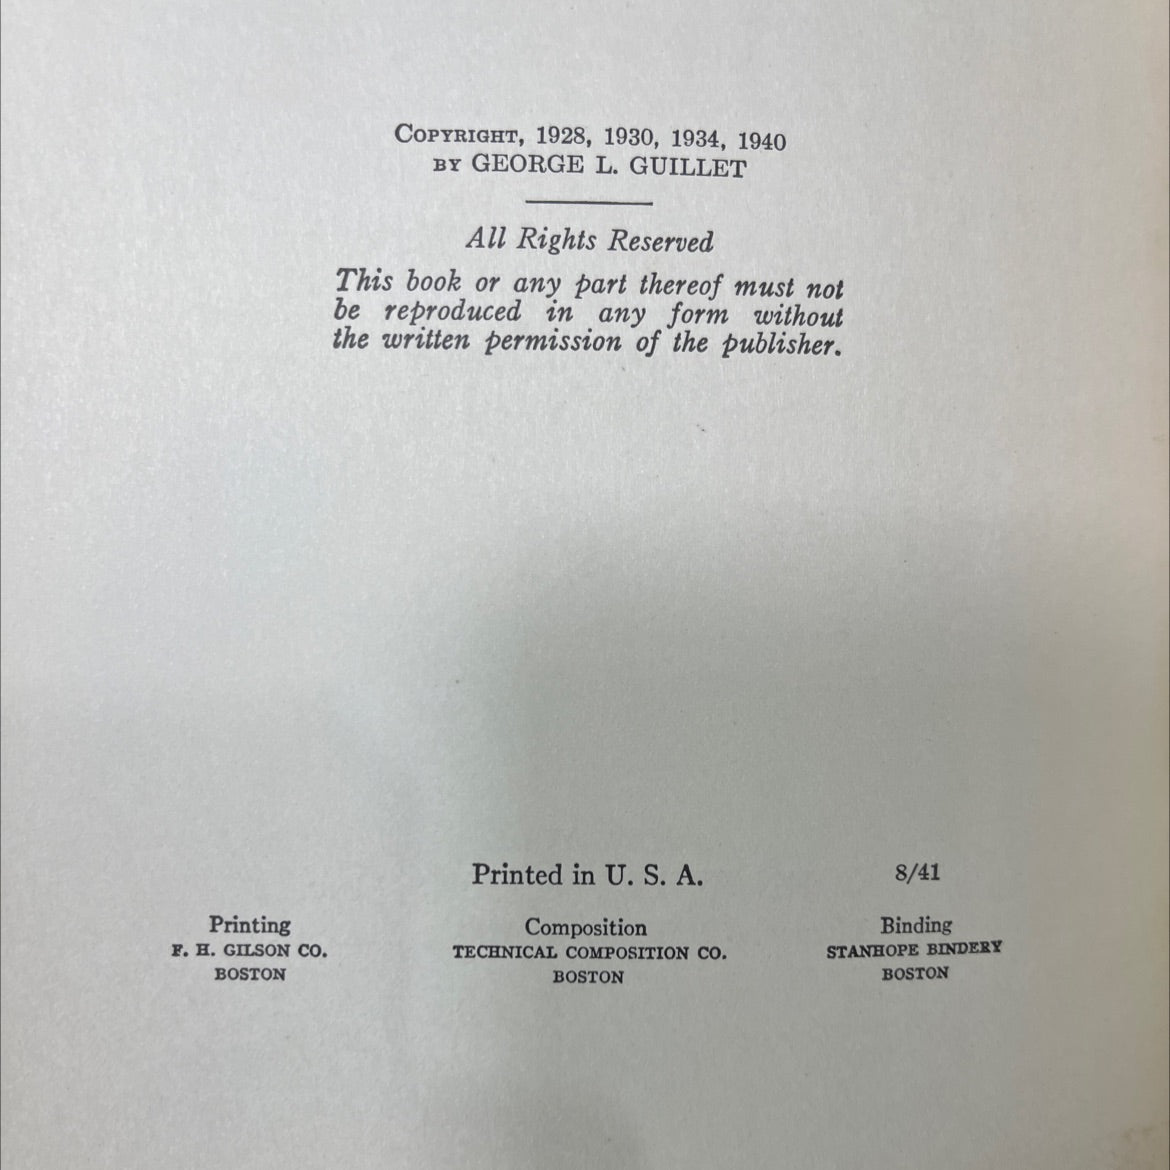 COPYRIGHT, 1928, 1930, 1934, 1940
BY GEORGE L. GUILLET
All Rights Reserved
This book or any part thereof must not
be reproduced in any form without
the written permission of the publisher.
Printed in U. S. A.
8/41
Printing
F. H. GILSON CO.
BOSTON
Composition
TECHNICAL COMPOSITION CO.
BOSTON
Binding
STANHOPE BINDERY
BOSTON